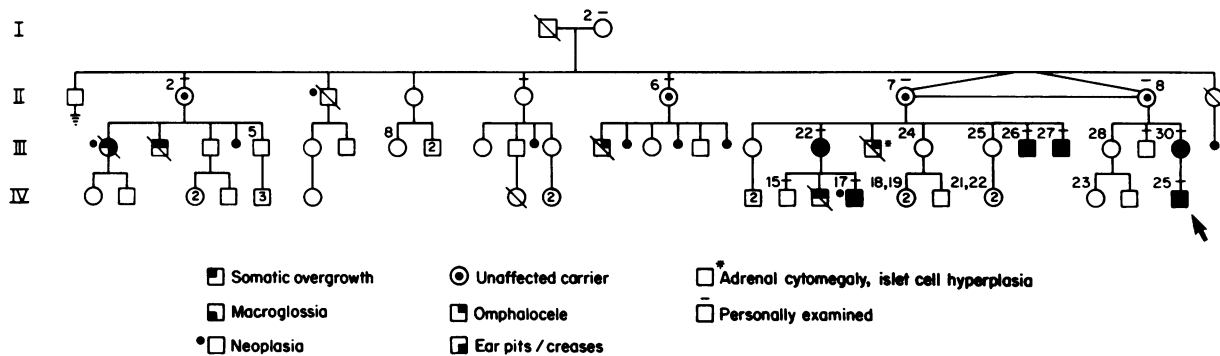 I 2
II 2 6 7 8
III 5 8 2 22 * 24 25 26 27 28 30
IV 2 3 2 2 15 17 18,19 2 21,22 2 23 25
Somatic overgrowth Unaffected carrier * Adrenal cytomegaly, islet cell hyperplasia
Macroglossia Omphalocele Personally examined
Neoplasia Ear pits / creases